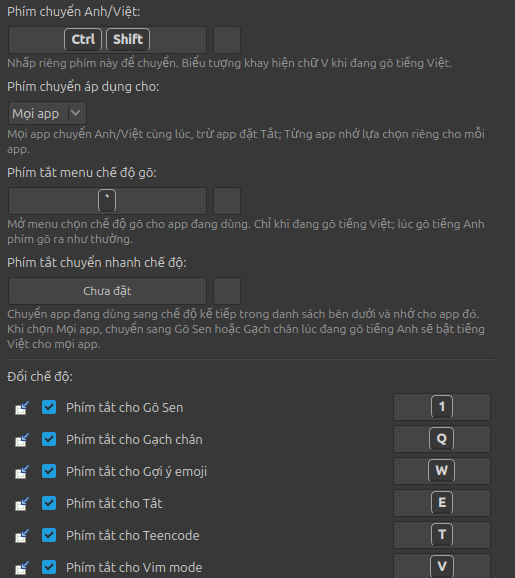 Phím chuyển Anh/Việt:
Ctrl Shift
Nhấp riêng phím này để chuyển. Biểu tượng khay hiện chữ V khi đang gõ tiếng Việt.
Phím chuyển áp dụng cho:
Mọi app
Mọi app chuyển Anh/Việt cùng lúc, trừ app đặt Tắt; Từng app nhớ lựa chọn riêng cho mỗi
app.
Phím tắt menu chế độ gõ:
`
Mở menu chọn chế độ gõ cho app đang dùng. Chỉ khi đang gõ tiếng Việt; lúc gõ tiếng Anh
phím gõ ra như thường.
Phím tắt chuyển nhanh chế độ:
Chưa đặt
Chuyển app đang dùng sang chế độ kế tiếp trong danh sách bên dưới và nhớ cho app đó.
Khi chọn Mọi app, chuyển sang Gõ Sen hoặc Gạch chân lúc đang gõ tiếng Anh sẽ bật tiếng
Việt cho mọi app.
Đổi chế độ:
Phím tắt cho Gõ Sen 1
Phím tắt cho Gạch chân Q
Phím tắt cho Gợi ý emoji W
Phím tắt cho Tắt E
Phím tắt cho Teencode T
Phím tắt cho Vim mode V